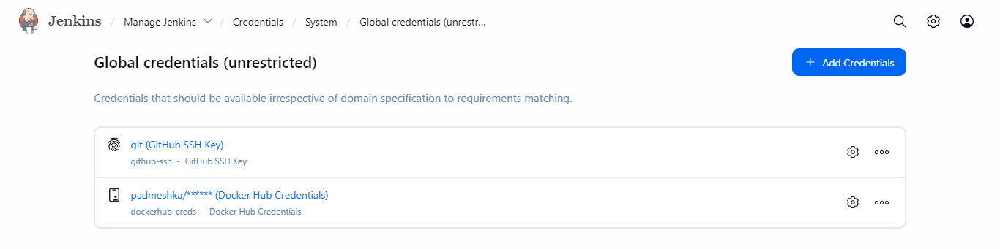 Jenkins / Manage Jenkins / Credentials / System / Global credentials (unrestr...
Global credentials (unrestricted)
+ Add Credentials
Credentials that should be available irrespective of domain specification to requirements matching.
git (GitHub SSH Key)
github-ssh - GitHub SSH Key
padmeshka/****** (Docker Hub Credentials)
dockerhub-creds - Docker Hub Credentials